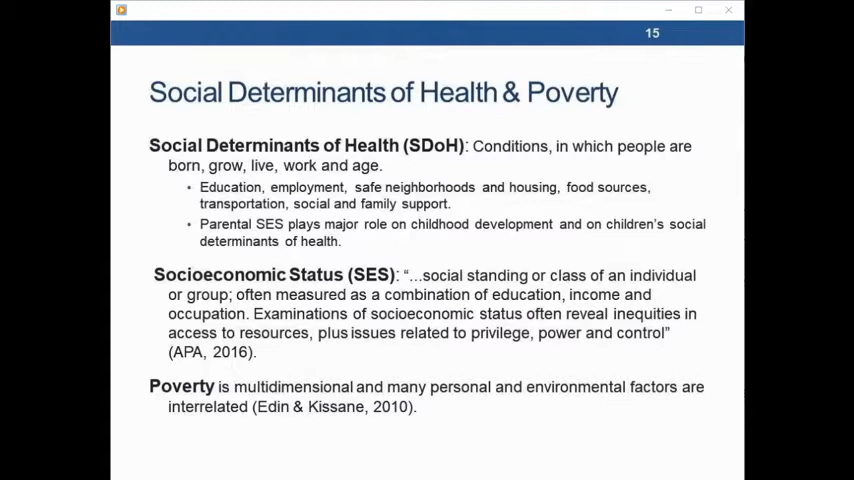 15
Social Determinants of Health & Poverty
Social Determinants of Health (SDoH): Conditions, in which people are
born, grow, live, work and age.
• Education, employment, safe neighborhoods and housing, food sources,
transportation, social and family support.
• Parental SES plays major role on childhood development and on children's social
determinants of health.
Socioeconomic Status (SES): “...social standing or class of an individual
or group; often measured as a combination of education, income and
occupation. Examinations of socioeconomic status often reveal inequities in
access to resources, plus issues related to privilege, power and control”
(APA, 2016).
Poverty is multidimensional and many personal and environmental factors are
interrelated (Edin & Kissane, 2010).